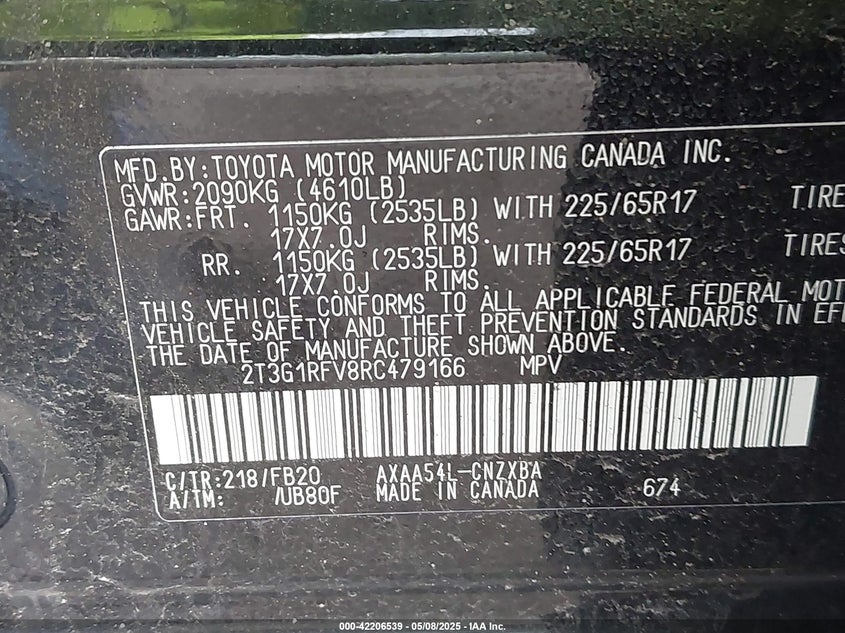 MFD.BY:TOYOTA MOTOR MANUFACTURING CANADA INC.
GVWR:2090KG (4610LB)
GAWR:FRT. 1150KG (2535LB) WITH 225/65R17 TIRE
17X7.0J RIMS.
RR. 1150KG (2535LB) WITH 225/65R17 TIRES
17X7.0J RIMS.
THIS VEHICLE CONFORMS TO ALL APPLICABLE FEDERAL MOT
VEHICLE SAFETY AND THEFT PREVENTION STANDARDS IN EFF
THE DATE OF MANUFACTURE SHOWN ABOVE.
2T3G1RFV8RC479166 MPV
C/TR:218/FB20 AXAA54L-CNZXBA
A/TM: /UB80F MADE IN CANADA 674
000-42206539 - 05/08/2025 - IAA Inc.